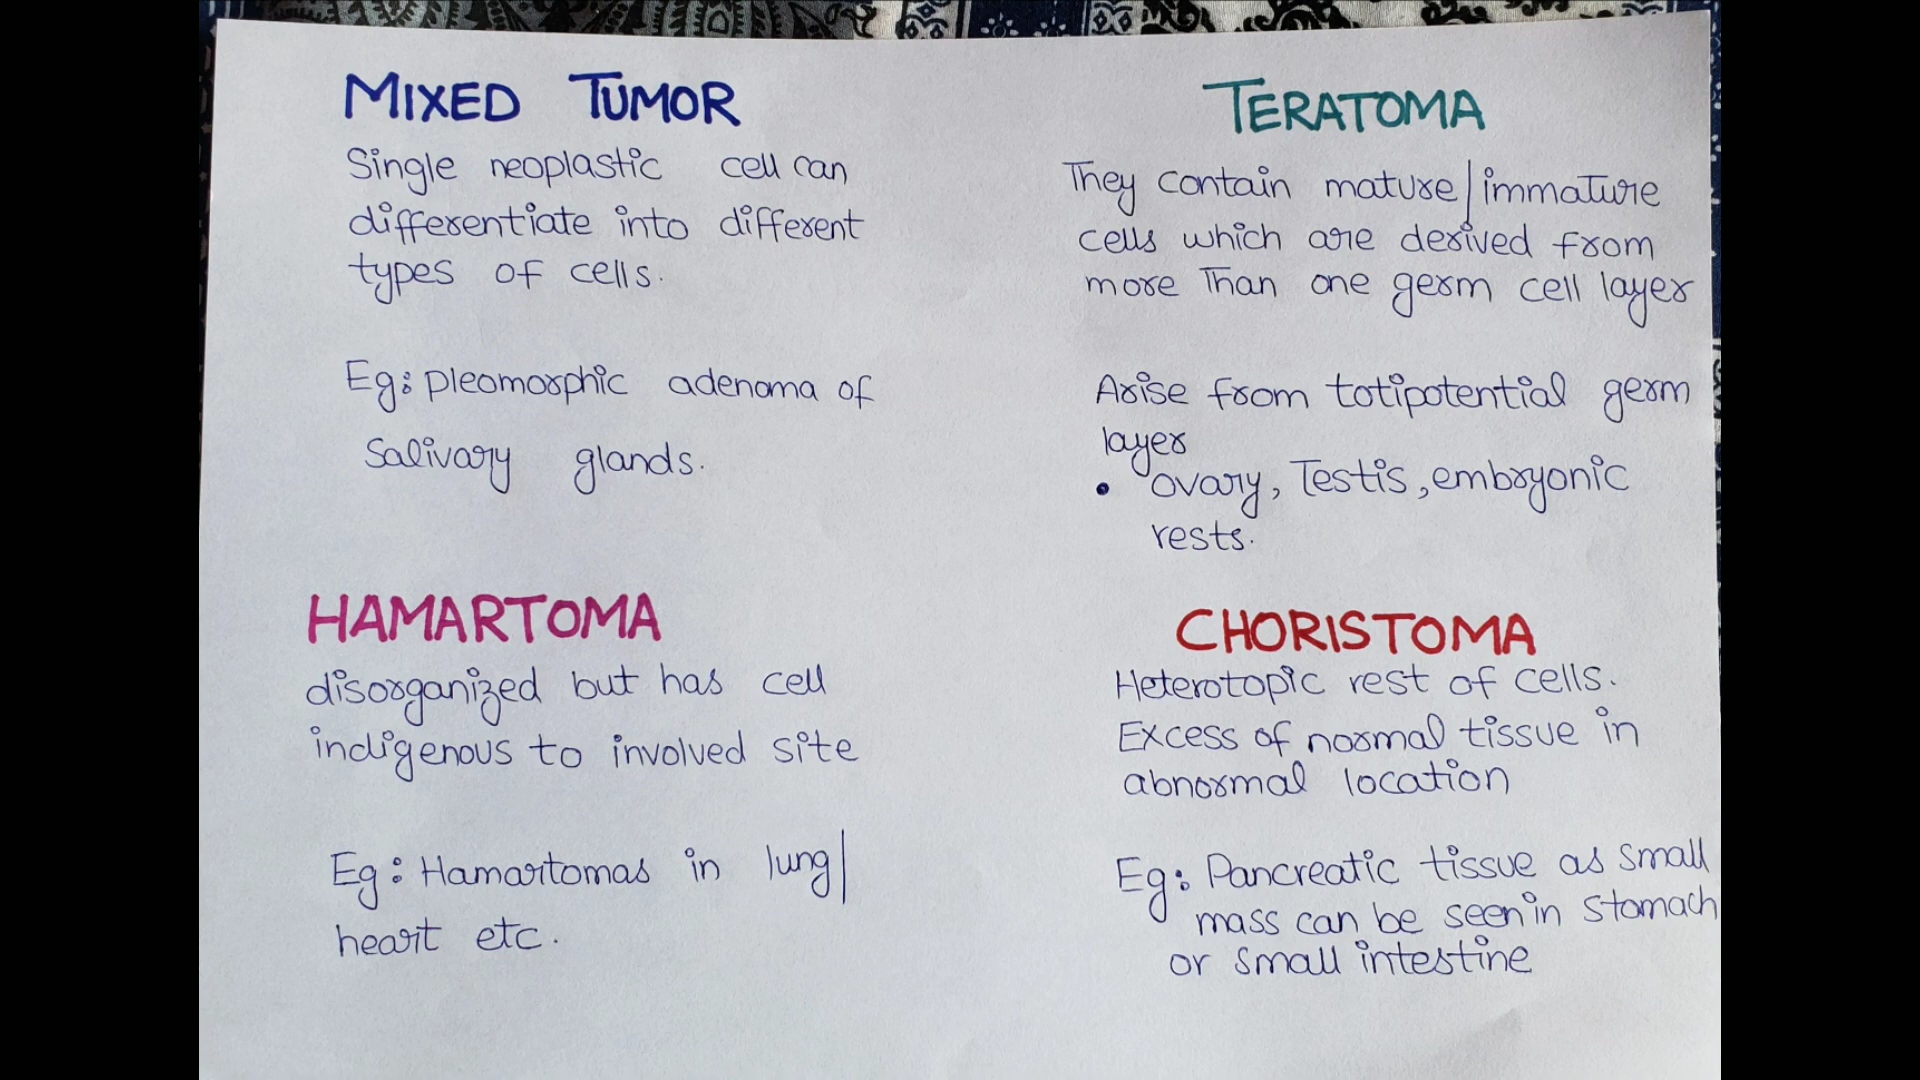 MIXED TUMOR
Single neoplastic cell can
differentiate into different
types of cells.
Eg: pleomorphic adenoma of
Salivary glands.
TERATOMA
They contain mature/immature
cells which are derived from
more Than one germ cell layer
Arise from totipotential germ
layer
• ovary, Testis, embryonic
rests.
HAMARTOMA
disorganized but has cell
indigenous to involved site
Eg: Hamartomas in lung/
heart etc.
CHORISTOMA
Heterotopic rest of cells.
Excess of normal tissue in
abnormal location
Eg: Pancreatic tissue as small
mass can be seen in stomach
or small intestine